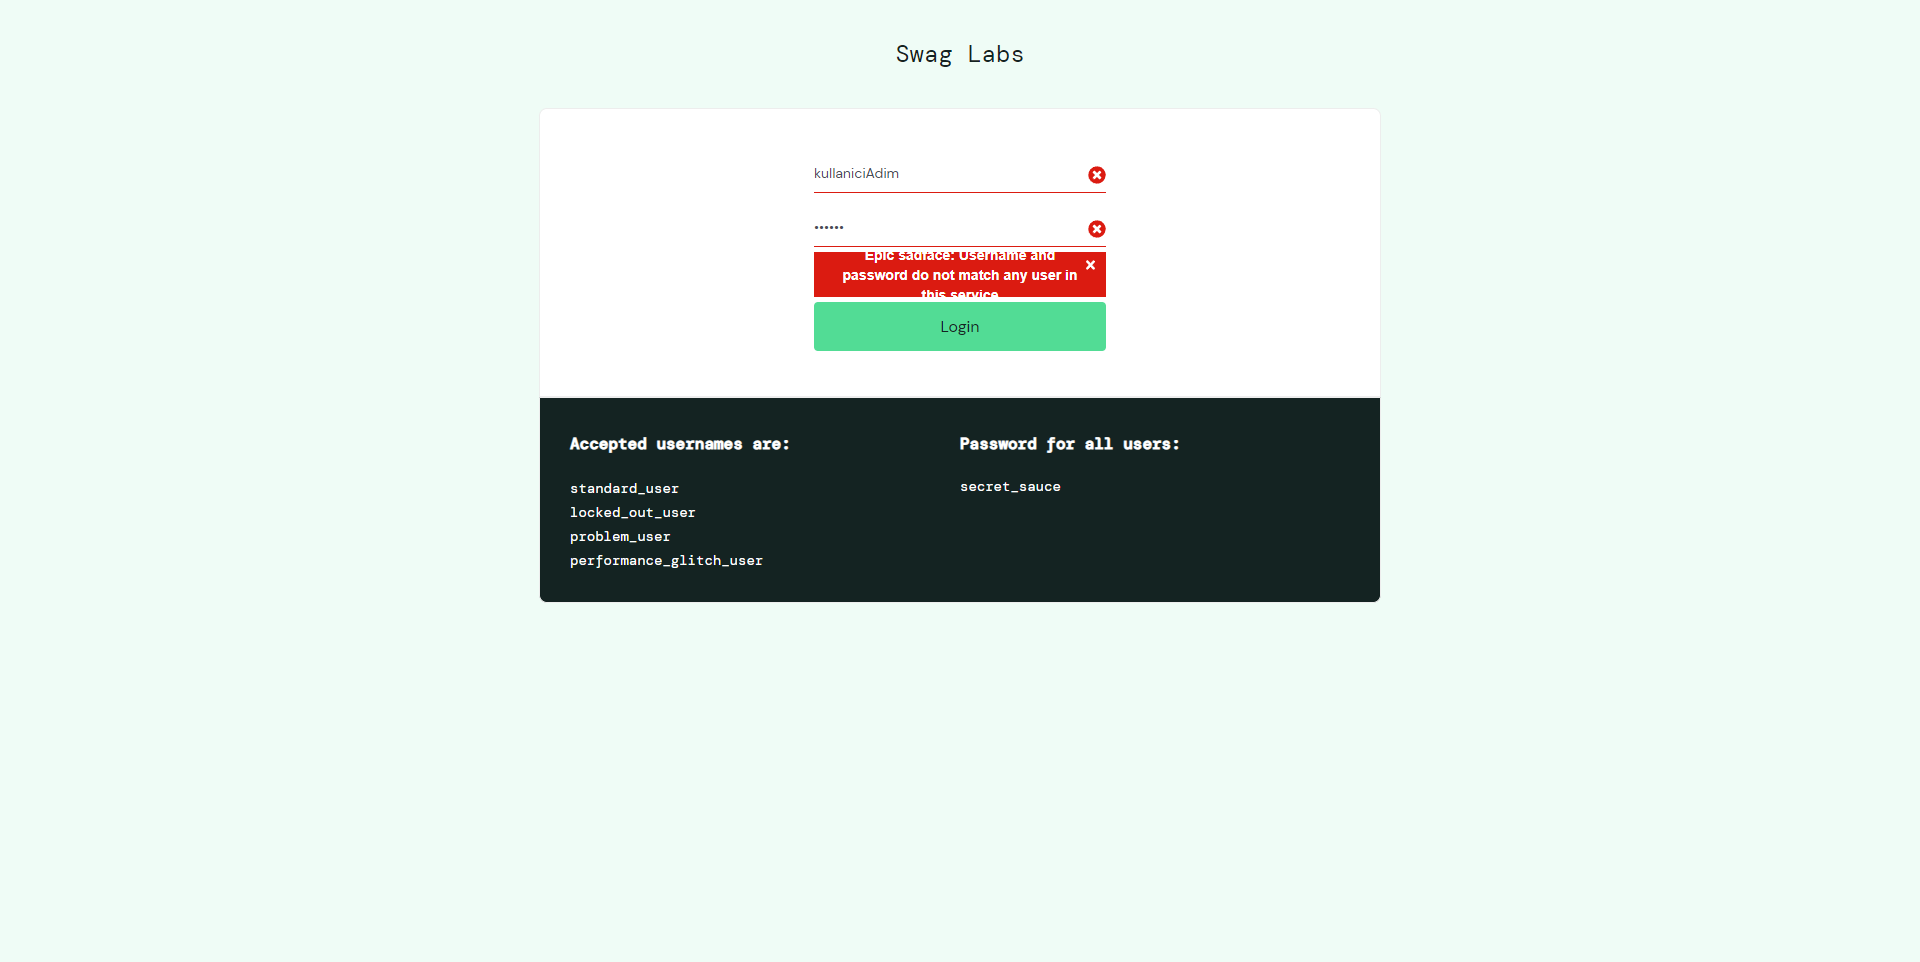 Swag Labs
kullaniciAdim
••••••
Epic sadface: Username and
password do not match any user in
this service
Login
Accepted usernames are:
Password for all users:
standard_user
locked_out_user
problem_user
performance_glitch_user
secret_sauce